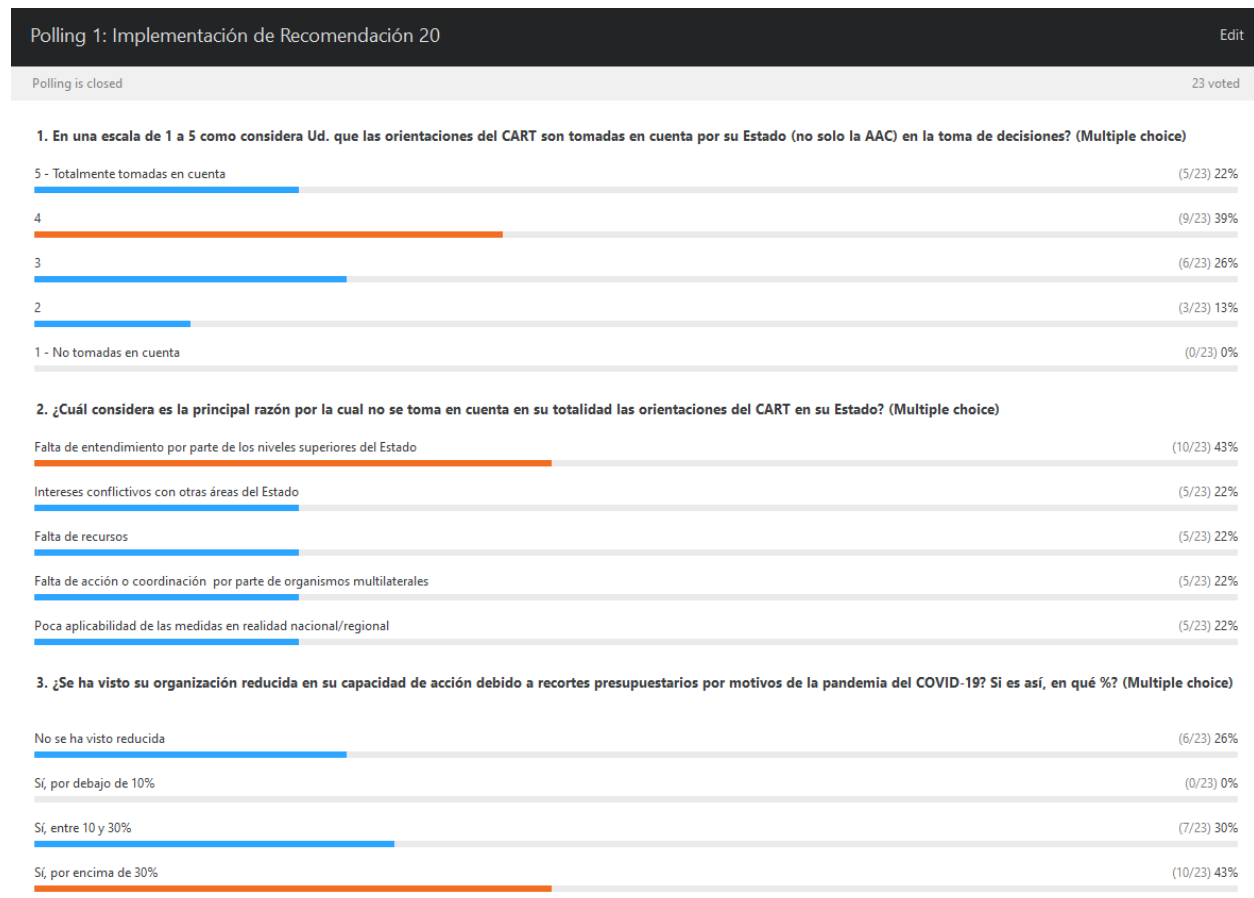 Polling 1: Implementación de Recomendación 20 Edit
Polling is closed 23 voted
1. En una escala de 1 a 5 como considera Ud. que las orientaciones del CART son tomadas en cuenta por su Estado (no solo la AAC) en la toma de decisiones? (Multiple choice)
5 - Totalmente tomadas en cuenta (5/23) 22%
4 (9/23) 39%
3 (6/23) 26%
2 (3/23) 13%
1 - No tomadas en cuenta (0/23) 0%
2. ¿Cuál considera es la principal razón por la cual no se toma en cuenta en su totalidad las orientaciones del CART en su Estado? (Multiple choice)
Falta de entendimiento por parte de los niveles superiores del Estado (10/23) 43%
Intereses conflictivos con otras áreas del Estado (5/23) 22%
Falta de recursos (5/23) 22%
Falta de acción o coordinación por parte de organismos multilaterales (5/23) 22%
Poca aplicabilidad de las medidas en realidad nacional/regional (5/23) 22%
3. ¿Se ha visto su organización reducida en su capacidad de acción debido a recortes presupuestarios por motivos de la pandemia del COVID-19? Si es así, en qué %? (Multiple choice)
No se ha visto reducida (6/23) 26%
Sí, por debajo de 10% (0/23) 0%
Sí, entre 10 y 30% (7/23) 30%
Sí, por encima de 30% (10/23) 43%